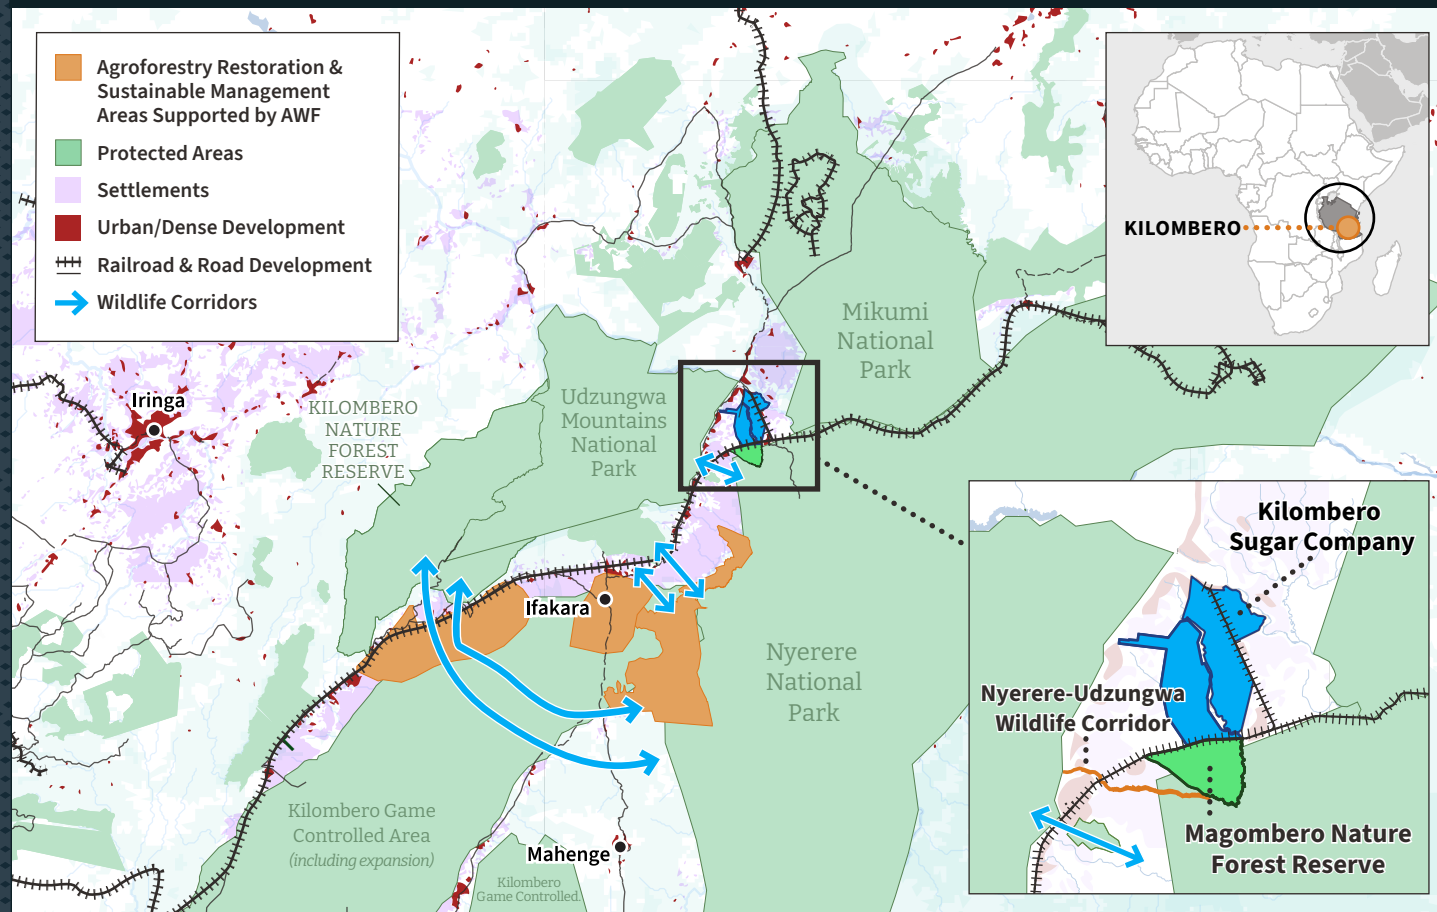 Agroforestry Restoration &
Sustainable Management
Areas Supported by AWF
Protected Areas
Settlements
Urban/Dense Development
Railroad & Road Development
Wildlife Corridors
KILOMBERO
Mikumi
National
Park
Iringa
KILOMBERO
NATURE
FOREST
RESERVE
Udzungwa
Mountains
National
Park
Ifakara
Nyerere
National
Park
Kilombero Game
Controlled Area
(including expansion)
Mahenge
Kilombero
Game Controlled
Kilombero
Sugar Company
Nyerere-Udzungwa
Wildlife Corridor
Magombero Nature
Forest Reserve